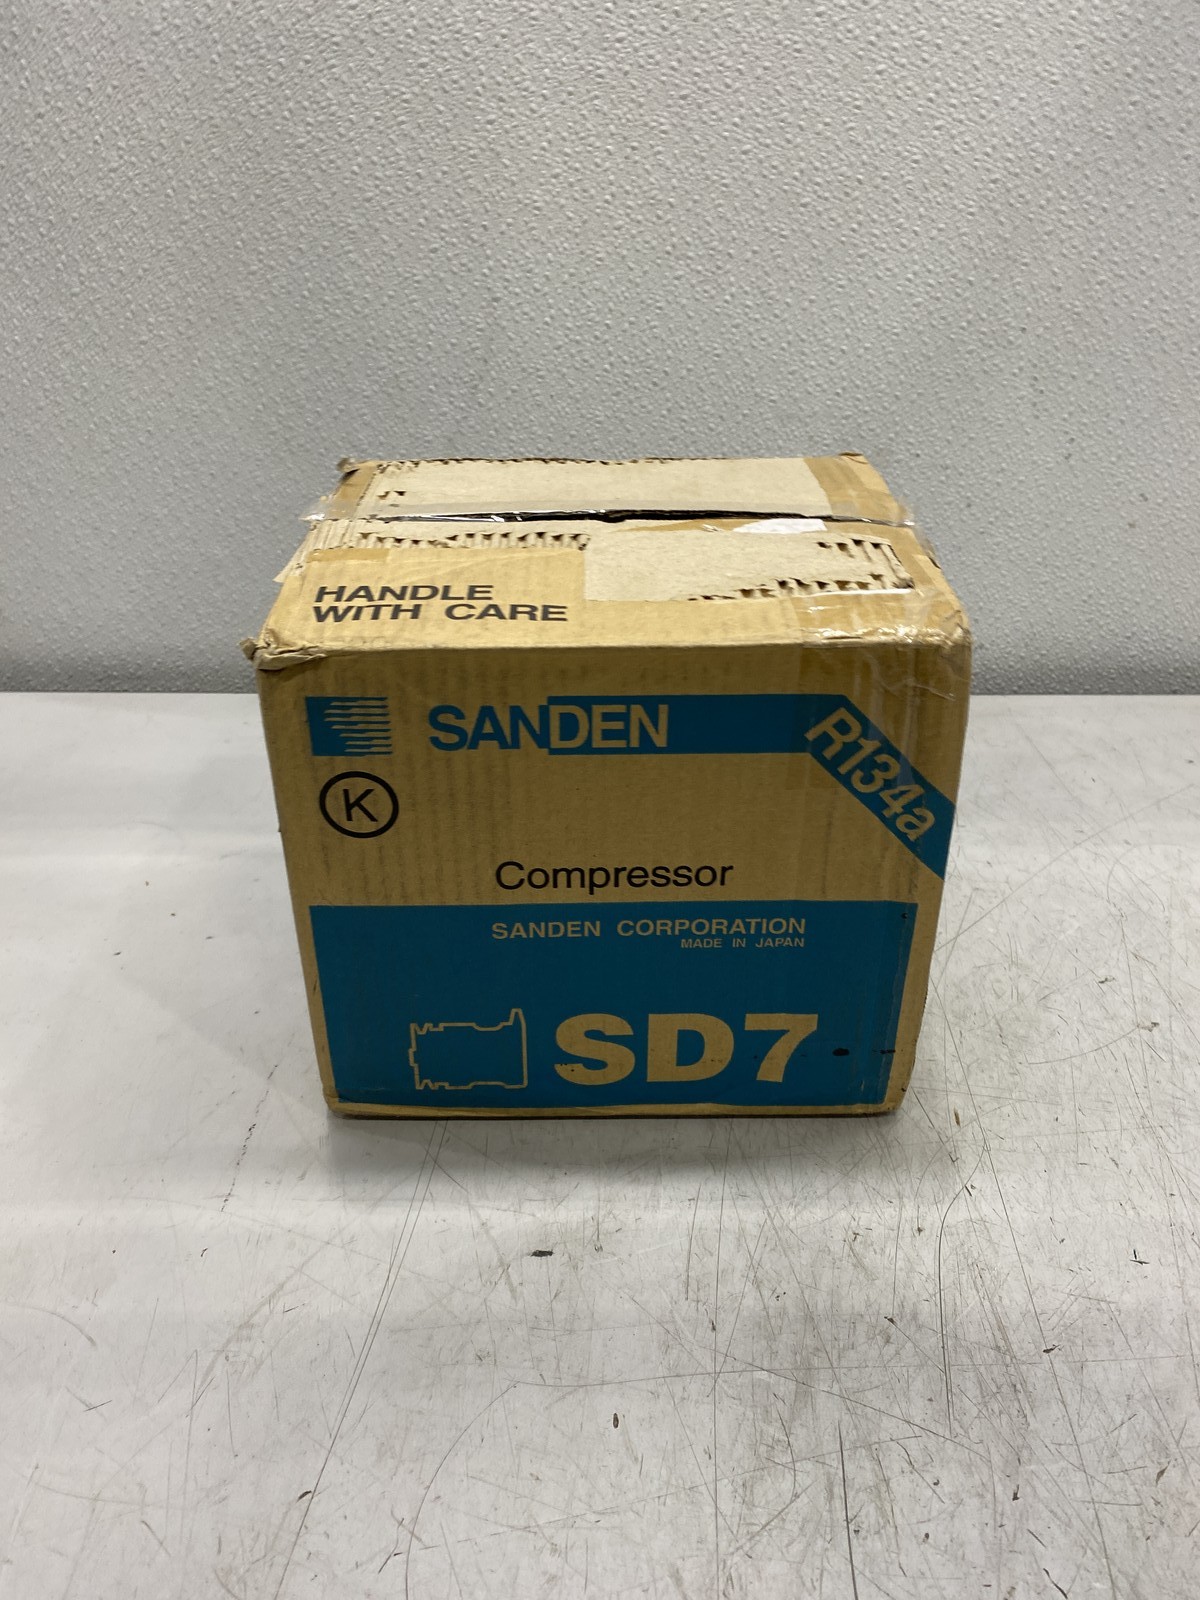 HANDLE
WITH CARE
SANDEN
R134a
K
Compressor
SANDEN CORPORATION
MADE IN JAPAN
SD7